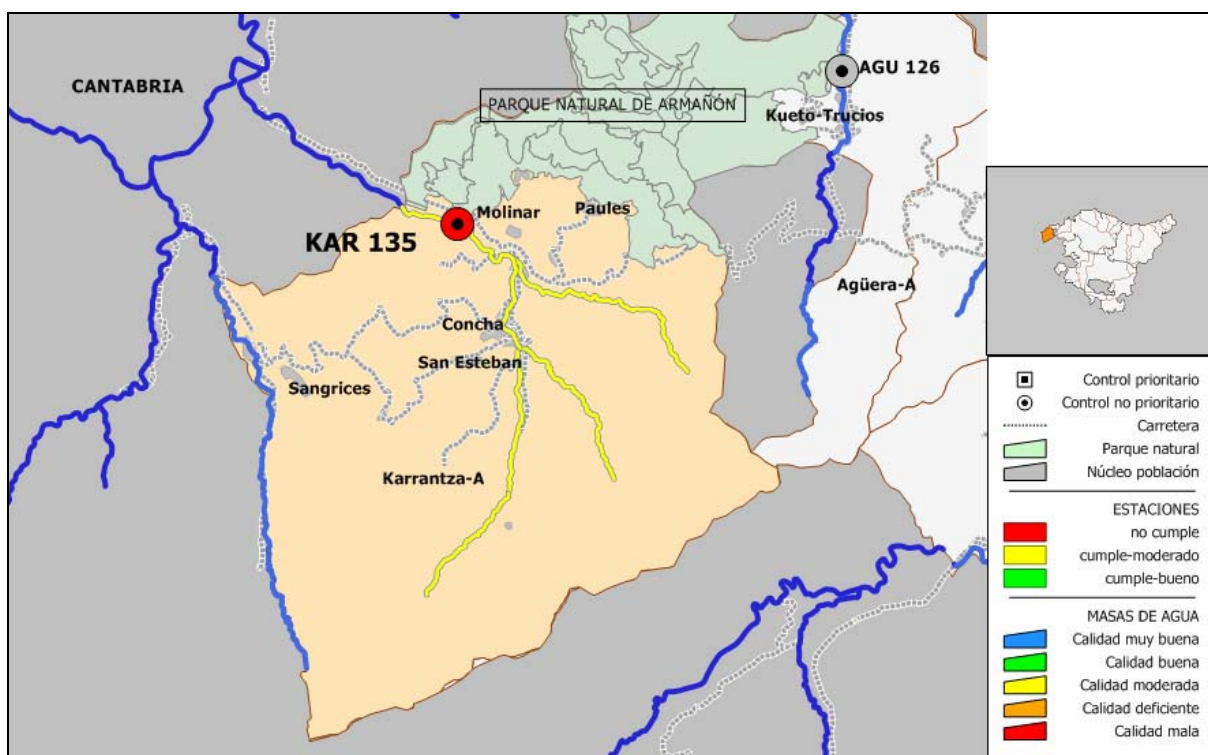 CANTABRIA
AGU 126
PARQUE NATURAL DE ARMAÑÓN
Kueto-Trucios
Molinar
Paules
KAR 135
Agüera-A
Concha
San Esteban
Sangrices
Karrantza-A
Control prioritario
Control no prioritario
Carretera
Parque natural
Núcleo población
ESTACIONES
no cumple
cumple-moderado
cumple-bueno
MASAS DE AGUA
Calidad muy buena
Calidad buena
Calidad moderada
Calidad deficiente
Calidad mala